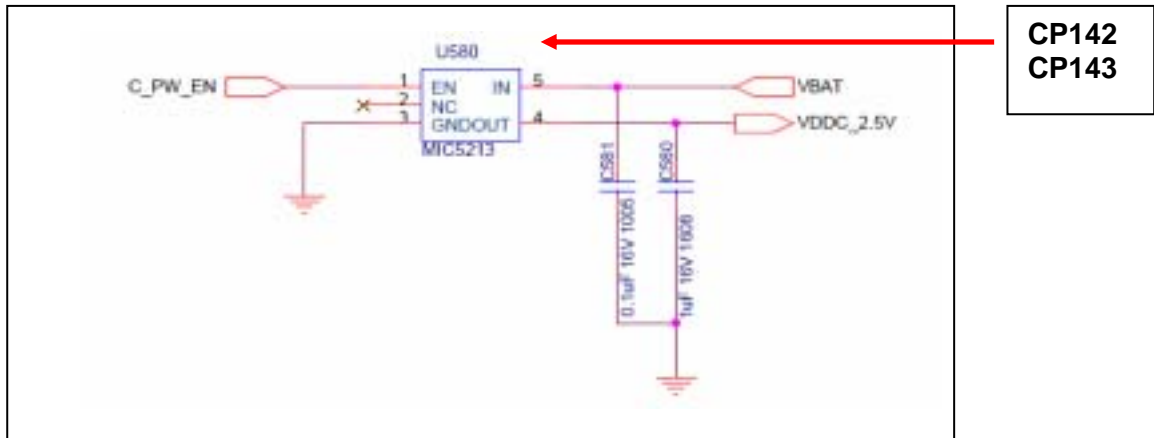 CP142
CP143
U580
C_PW_EN
1
EN
IN
5
VBAT
2
NC
3
GNDOUT
4
VDDC_2.5V
MIC5213
C581
0.1uF 16V 1005
C580
1uF 16V 1608